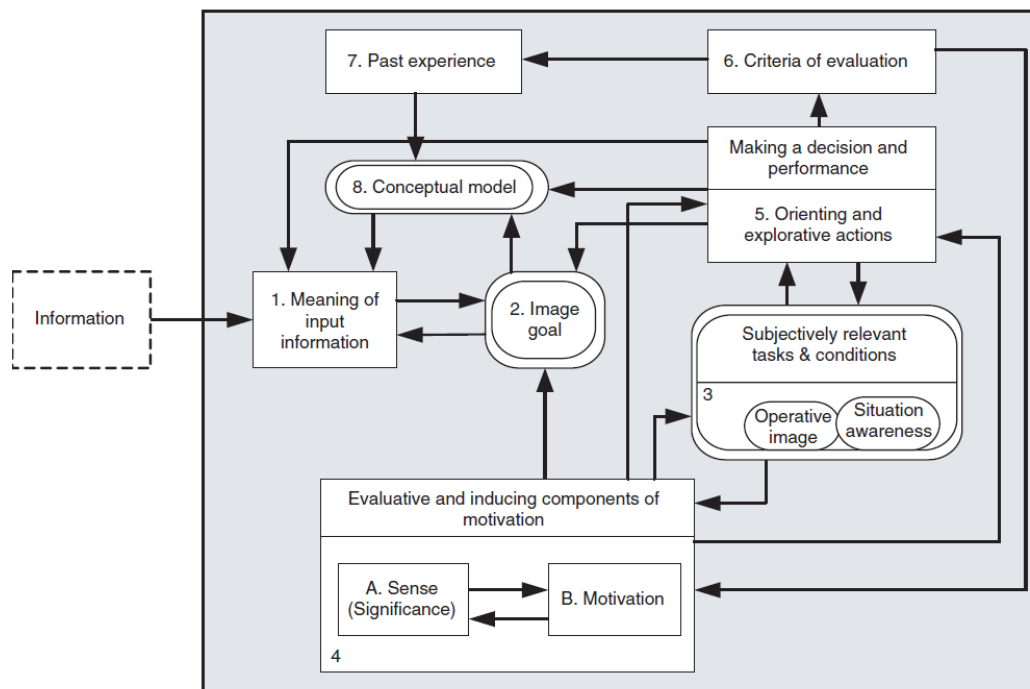 7. Past experience
6. Criteria of evaluation
Making a decision and
performance
8. Conceptual model
5. Orienting and
explorative actions
Information
1. Meaning of
input
information
2. Image
goal
Subjectively relevant
tasks & conditions
3
Operative
image
Situation
awareness
Evaluative and inducing components of
motivation
A. Sense
(Significance)
B. Motivation
4